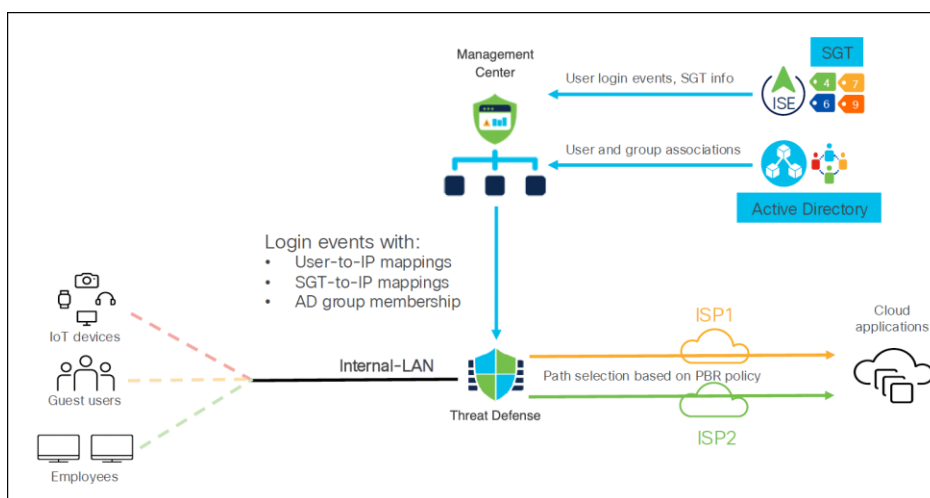 Management
Center
SGT
User login events, SGT info
ISE
4
7
6
9
User and group associations
Active Directory
Login events with:
• User-to-IP mappings
• SGT-to-IP mappings
• AD group membership
IoT devices
Guest users
Employees
Internal-LAN
Threat Defense
ISP1
Path selection based on PBR policy
ISP2
Cloud
applications